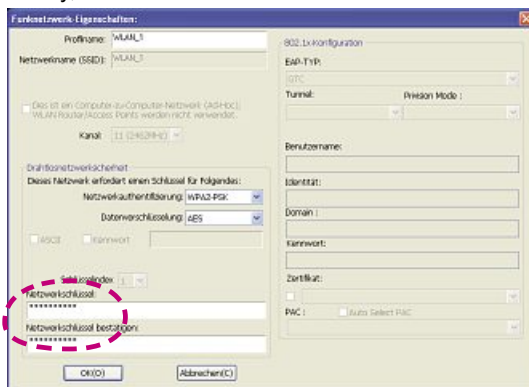 Funknetzwerk-Eigenschaften:
Profilname: WLAN_1
Netzwerkname (SSID): WLAN_1
Dies ist ein Computer-zu-Computer-Netzwerk (AdHoc);
WLAN Router/Access Points werden nicht verwendet.
Kanal: 11 (2462MHz)
Drahtlosnetzwerksicherheit
Dieses Netzwerk erfordert einen Schlüssel für Folgendes:
Netzwerkauthentifizierung: WPA2-PSK
Datenverschlüsselung: AES
ASCII Kennwort
Schlüsselindex 1
Netzwerkschlüssel:
**********
Netzwerkschlüssel bestätigen:
**********
OK(O) Abbrechen(C)
802.1x-Konfiguration
EAP-TYP:
GTC
Tunnel: Privision Mode :
Benutzername:
Identität:
Domain :
Kennwort:
Zertifikat:
PAC : Auto Select PAC